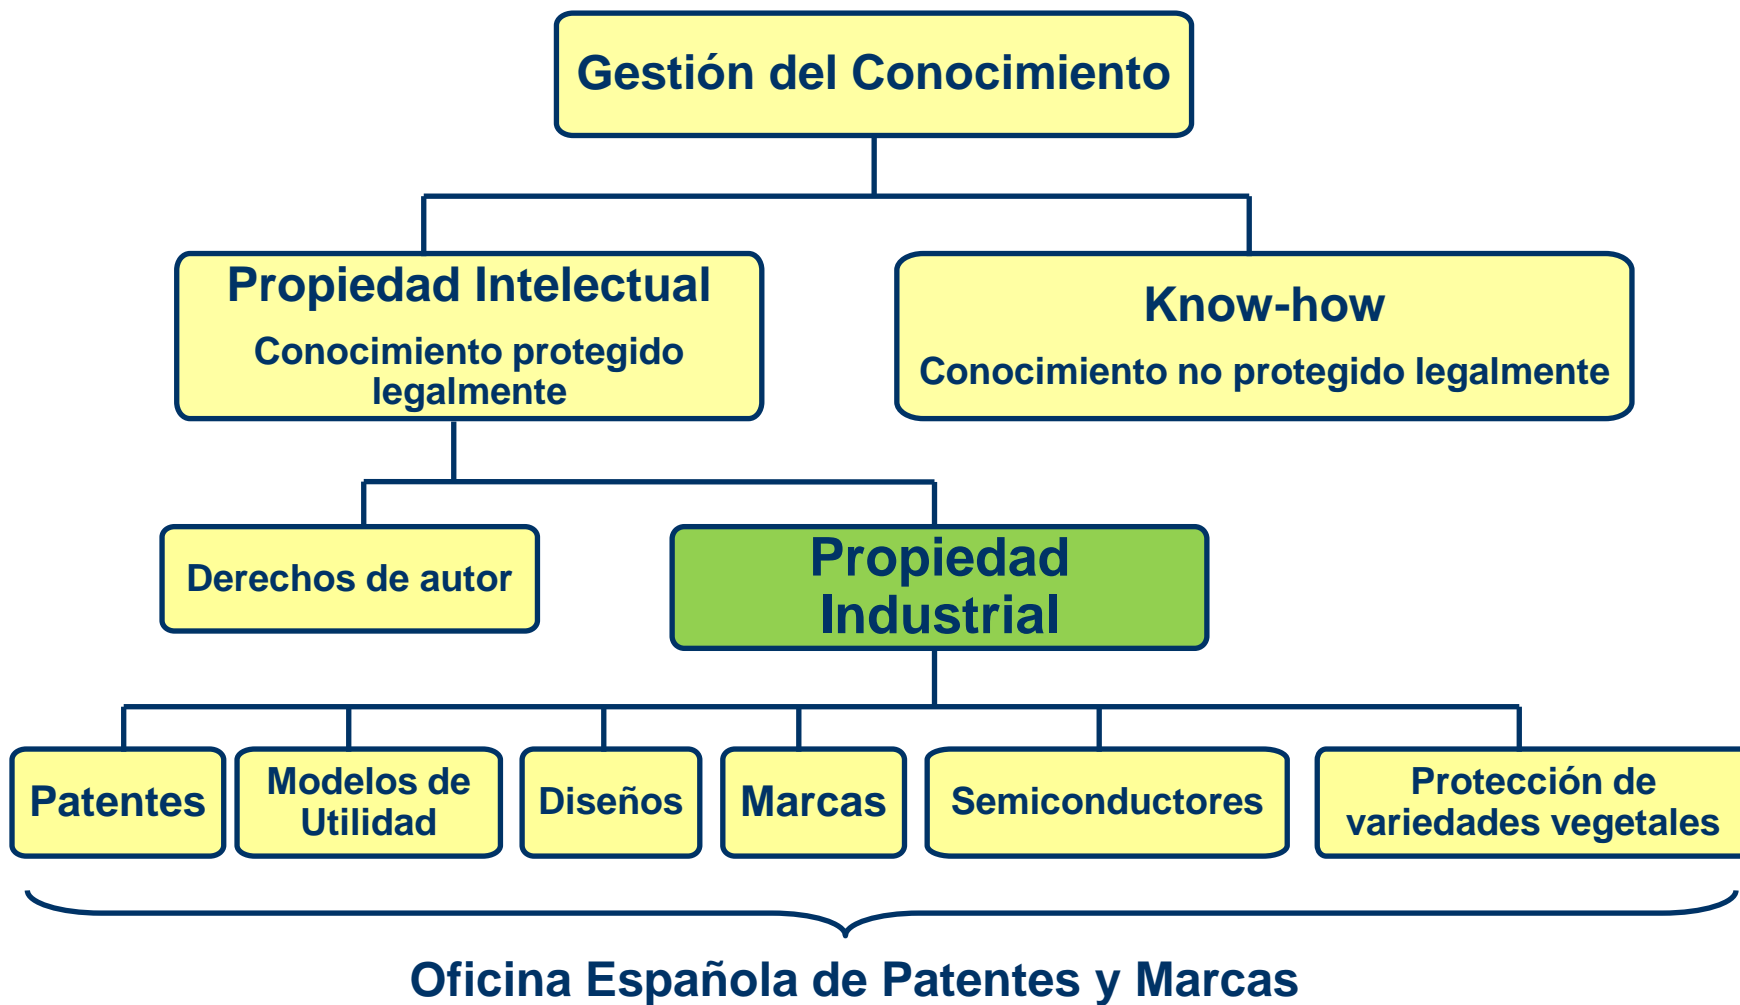 Gestión del Conocimiento
Propiedad Intelectual
Conocimiento protegido
legalmente
Know-how
Conocimiento no protegido legalmente
Derechos de autor
Propiedad
Industrial
Patentes
Modelos de
Utilidad
Diseños
Marcas
Semiconductores
Protección de
variedades vegetales
Oficina Española de Patentes y Marcas